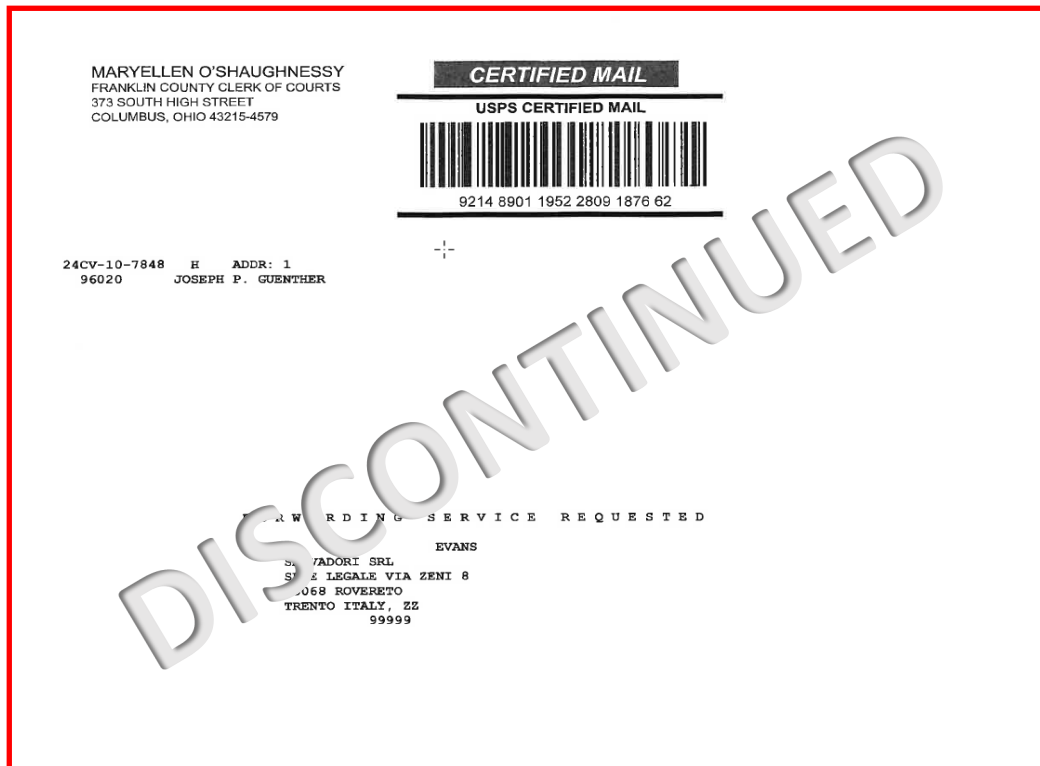 MARYELLEN O'SHAUGHNESSY
FRANKLIN COUNTY CLERK OF COURTS
373 SOUTH HIGH STREET
COLUMBUS, OHIO 43215-4579
CERTIFIED MAIL
USPS CERTIFIED MAIL
9214 8901 1952 2809 1876 62
24CV-10-7848 H ADDR: 1
96020 JOSEPH P. GUENTHER
DISCONTINUED
SERVICE REQUESTED
EVANS
SRL
LEGALE VIA ZENI 8
ROVERETO
TRENTO ITALY, ZZ
99999